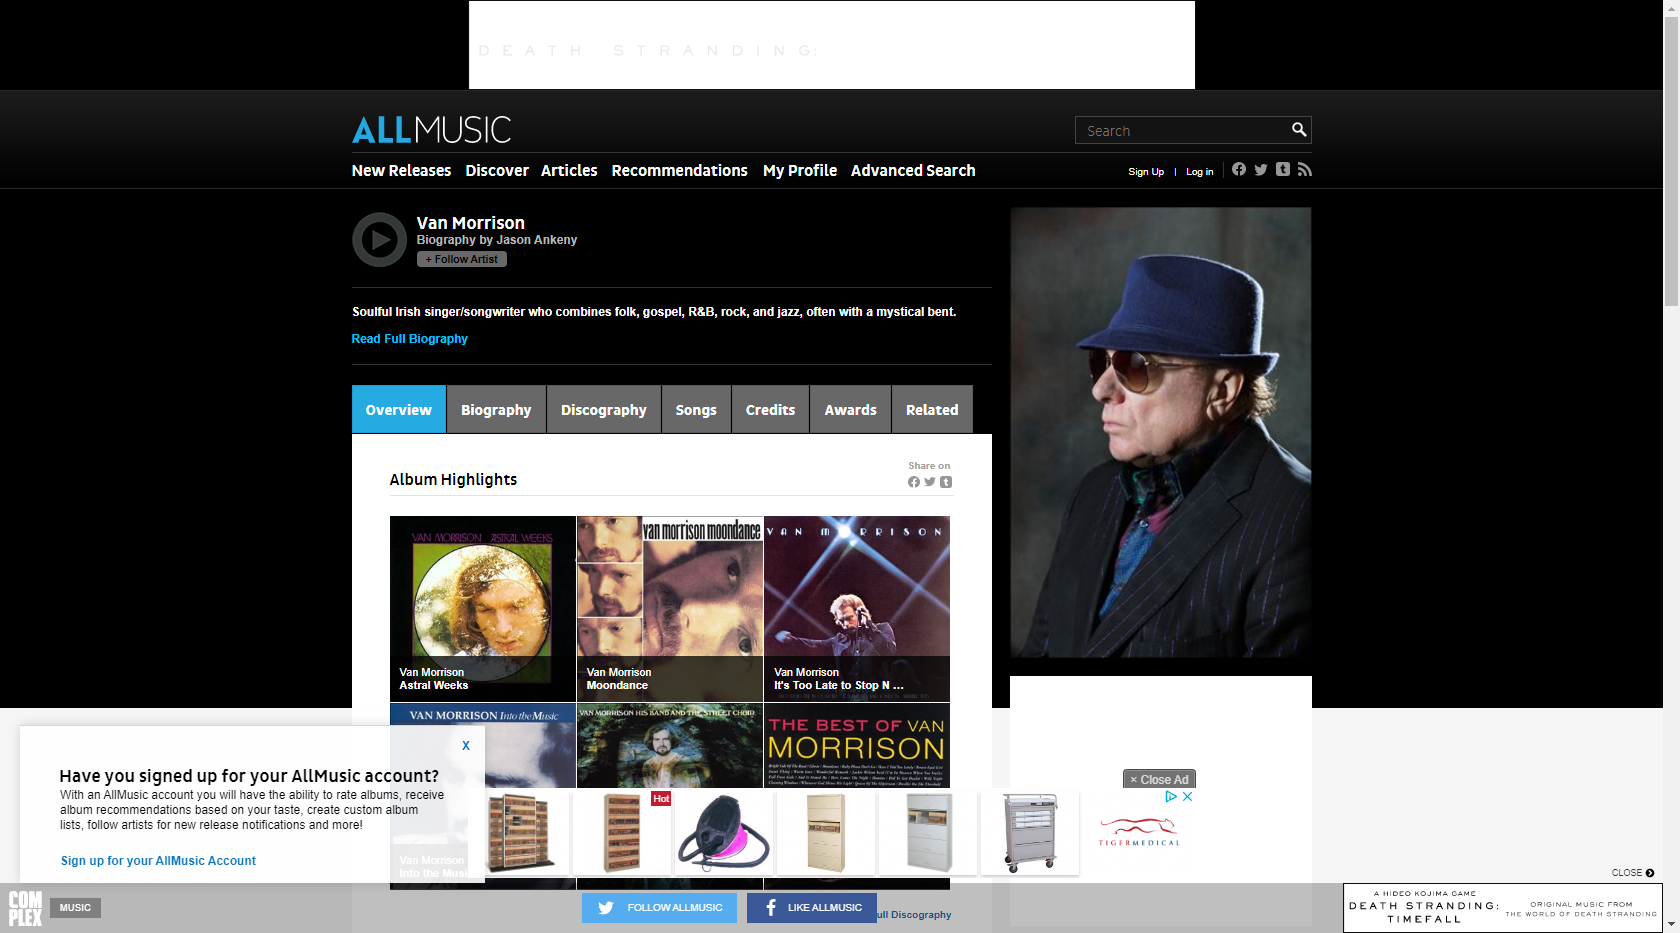 DEATH STRANDING:
ALLMUSIC
Search
New Releases Discover Articles Recommendations My Profile Advanced Search
Sign Up | Log in
Van Morrison
Biography by Jason Ankeny
+ Follow Artist
Soulful Irish singer/songwriter who combines folk, gospel, R&B, rock, and jazz, often with a mystical bent.
Read Full Biography
Overview Biography Discography Songs Credits Awards Related
Album Highlights
Share on
VAN MORRISON ASTRAL WEEKS
van morrison moondance
VAN MORRISON
Van Morrison
Astral Weeks
Van Morrison
Moondance
Van Morrison
It's Too Late to Stop N ...
VAN MORRISON Into the Music
VAN MORRISON HIS BAND AND THE STREET CHOIR
THE BEST OF VAN
MORRISON
X
Have you signed up for your AllMusic account?
With an AllMusic account you will have the ability to rate albums, receive
album recommendations based on your taste, create custom album
lists, follow artists for new release notifications and more!
Sign up for your AllMusic Account
Van Morrison
Into the Music
Hot
× Close Ad
TIGERMEDICAL
CLOSE
COM
PLEX
MUSIC
FOLLOW ALLMUSIC
LIKE ALLMUSIC
ull Discography
A HIDEO KOJIMA GAME
DEATH STRANDING:
TIMEFALL
ORIGINAL MUSIC FROM
THE WORLD OF DEATH STRANDING